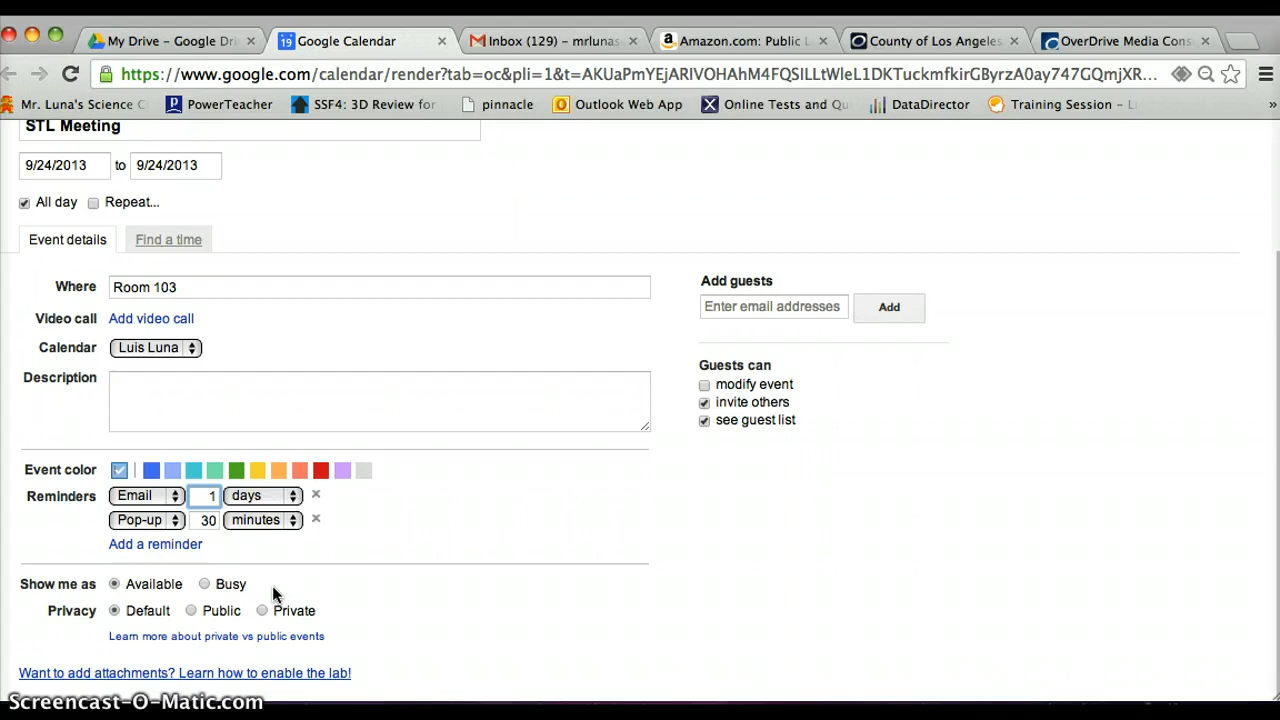 My Drive - Google Dri
Google Calendar
Inbox (129) - mrlunas
Amazon.com: Public L
County of Los Angeles
OverDrive Media Cons
https://www.google.com/calendar/render?tab=oc&pli=1&t=AKUaPmYEjARlVOHAhM4FQSlLLtWleL1DKTuckmfkirGByrzA0ay747GQmjXR...
Mr. Luna's Science C
PowerTeacher
SSF4: 3D Review for
pinnacle
Outlook Web App
Online Tests and Qu
DataDirector
Training Session - L
»
STL Meeting
9/24/2013 to 9/24/2013
All day Repeat...
Event details Find a time
Where Room 103
Video call Add video call
Calendar Luis Luna
Description
Event color
Reminders Email 1 days ×
Pop-up 30 minutes ×
Add a reminder
Show me as Available Busy
Privacy Default Public Private
Learn more about private vs public events
Want to add attachments? Learn how to enable the lab!
Add guests
Enter email addresses Add
Guests can
modify event
invite others
see guest list
19
Screencast-O-Matic.com